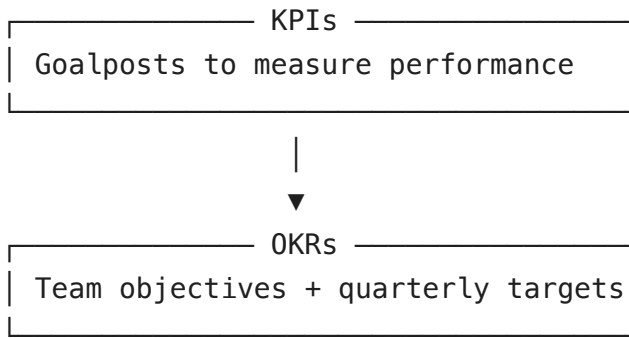 KPIs
Goalposts to measure performance
OKRs
Team objectives + quarterly targets